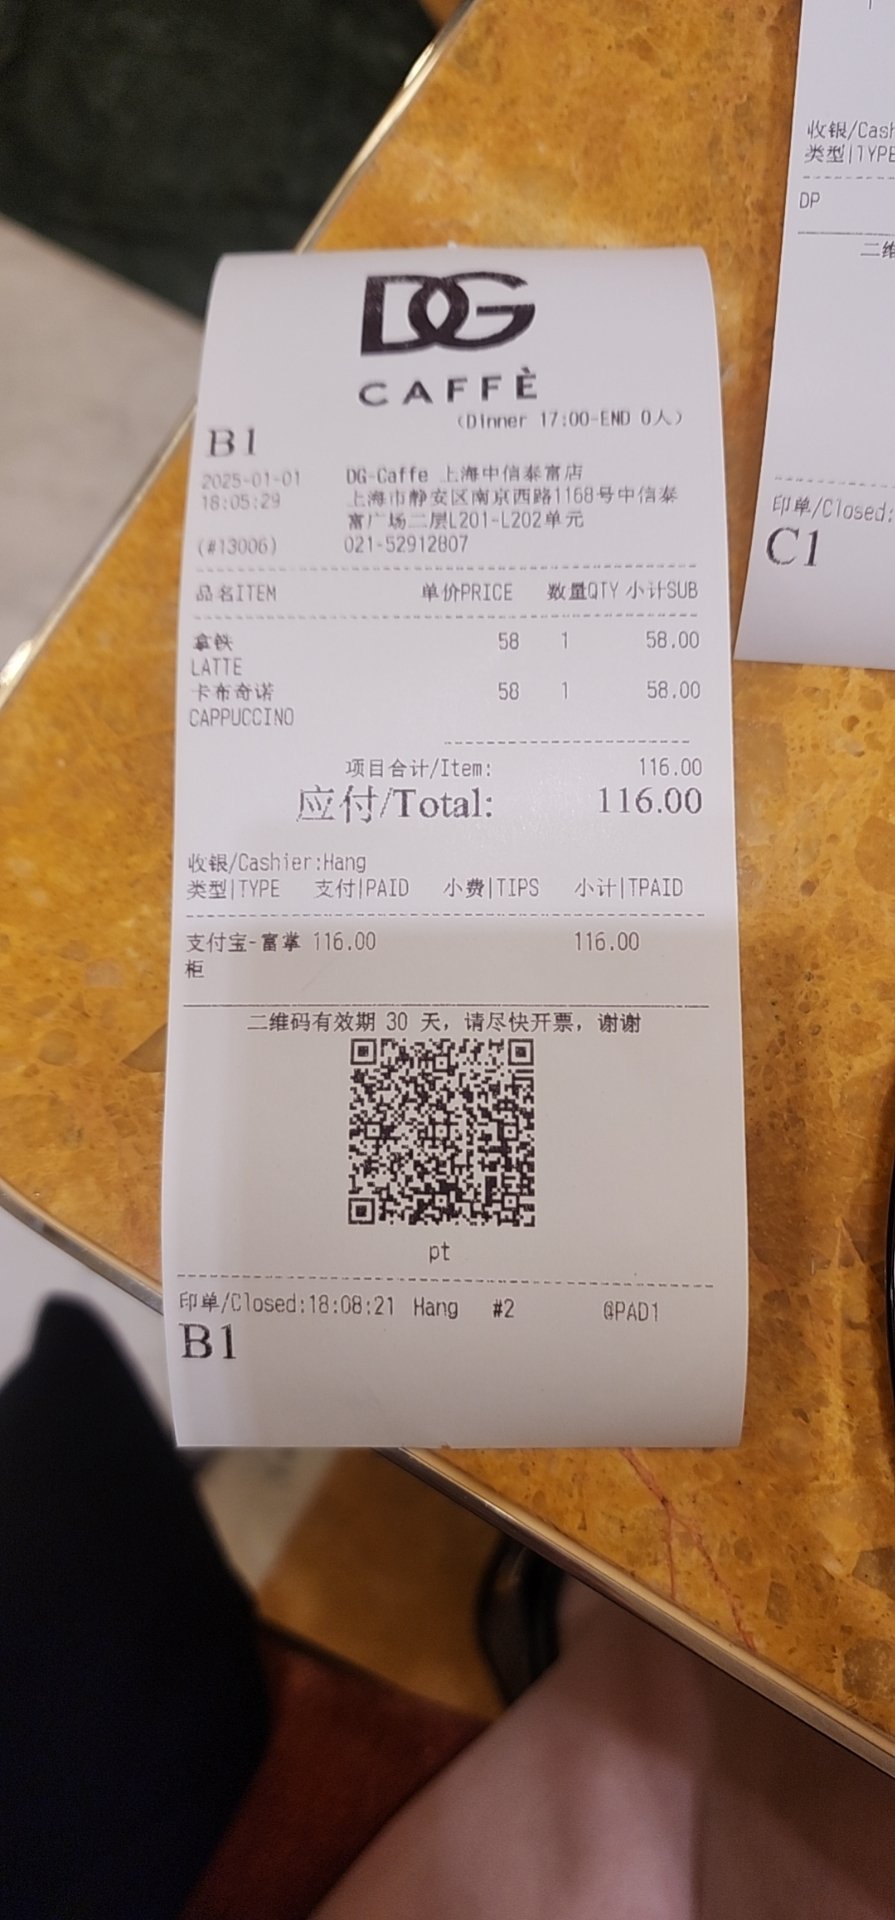 DG
CAFFÈ
(Dinner 17:00-END 0人)
B1
2025-01-01 DG-Caffe 上海中信泰富店
18:05:29 上海市静安区南京西路1168号中信泰
富广场二层L201-L202单元
(#13006) 021-52912807
品名ITEM 单价PRICE 数量QTY 小计SUB
拿铁 58 1 58.00
LATTE
卡布奇诺 58 1 58.00
CAPPUCCINO
项目合计/Item: 116.00
应付/Total: 116.00
收银/Cashier:Hang
类型|TYPE 支付|PAID 小费|TIPS 小计|TPAID
支付宝-富掌 116.00 116.00
柜
二维码有效期 30 天，请尽快开票，谢谢
pt
印单/Closed:18:08:21 Hang #2 @PAD1
B1
收银/Cash
类型|TYPE
DP
二维
印单/Closed:
C1